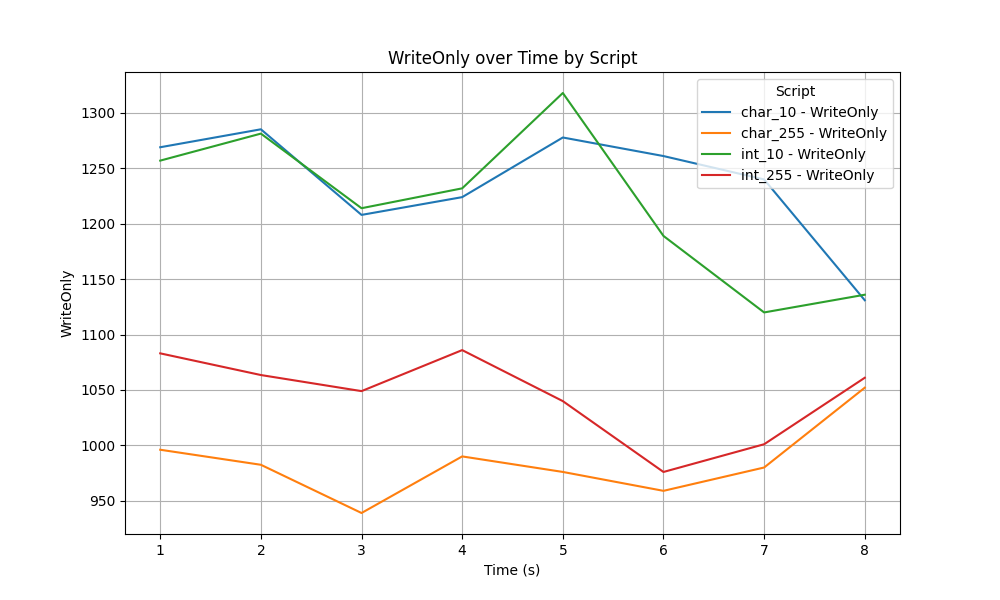 WriteOnly over Time by Script
Script
char_10 - WriteOnly
char_255 - WriteOnly
int_10 - WriteOnly
int_255 - WriteOnly
WriteOnly
1300
1250
1200
1150
1100
1050
1000
950
1 2 3 4 5 6 7 8
Time (s)